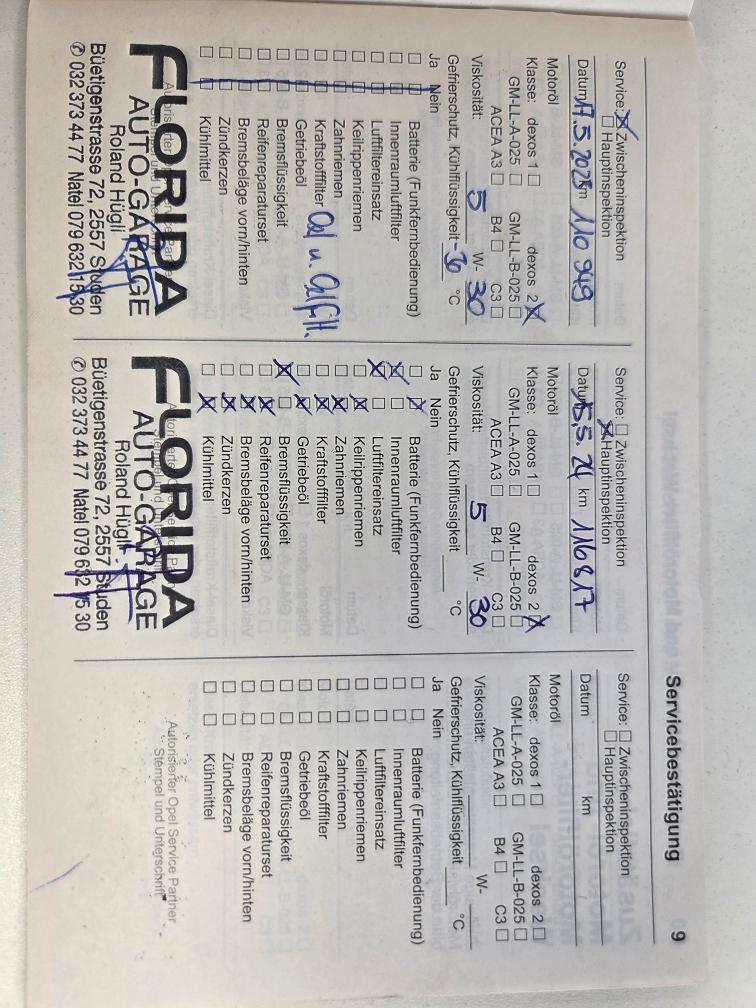 Servicebestätigung 9
Service: Zwischeninspektion
Hauptinspektion
Datum 17.5.2023 km 110 949
Motoröl
Klasse: dexos 1 dexos 2
GM-LL-A-025 GM-LL-B-025
ACEA A3 B4 C3
Viskosität: 5 W- 30
Gefrierschutz, Kühlflüssigkeit -36 °C
Ja Nein
Batterie (Funkfernbedienung)
Innenraumluftfilter
Luftfiltereinsatz
Keilrippenriemen
Zahnriemen
Kraftstofffilter Oel u. Oelfilt.
Getriebeöl
Bremsflüssigkeit
Reifenreparaturset
Bremsbeläge vorn/hinten
Zündkerzen
Kühlmittel
FLORIDA
AUTO-GARAGE
Roland Hügli
Büetigenstrasse 72, 2557 Studen
✆ 032 373 44 77 Natel 079 632 15 30
Service: Zwischeninspektion
Hauptinspektion
Datum 15.5.24 km 116817
Motoröl
Klasse: dexos 1 dexos 2
GM-LL-A-025 GM-LL-B-025
ACEA A3 B4 C3
Viskosität: 5 W- 30
Gefrierschutz, Kühlflüssigkeit °C
Ja Nein
Batterie (Funkfernbedienung)
Innenraumluftfilter
Luftfiltereinsatz
Keilrippenriemen
Zahnriemen
Kraftstofffilter
Getriebeöl
Bremsflüssigkeit
Reifenreparaturset
Bremsbeläge vorn/hinten
Zündkerzen
Kühlmittel
FLORIDA
AUTO-GARAGE
Roland Hügli
Büetigenstrasse 72, 2557 Studen
✆ 032 373 44 77 Natel 079 632 15 30
Service: Zwischeninspektion
Hauptinspektion
Datum km
Motoröl
Klasse: dexos 1 dexos 2
GM-LL-A-025 GM-LL-B-025
ACEA A3 B4 C3
Viskosität: W-
Gefrierschutz, Kühlflüssigkeit °C
Ja Nein
Batterie (Funkfernbedienung)
Innenraumluftfilter
Luftfiltereinsatz
Keilrippenriemen
Zahnriemen
Kraftstofffilter
Getriebeöl
Bremsflüssigkeit
Reifenreparaturset
Bremsbeläge vorn/hinten
Zündkerzen
Kühlmittel
Autorisierter Opel Service Partner
Stempel und Unterschrift